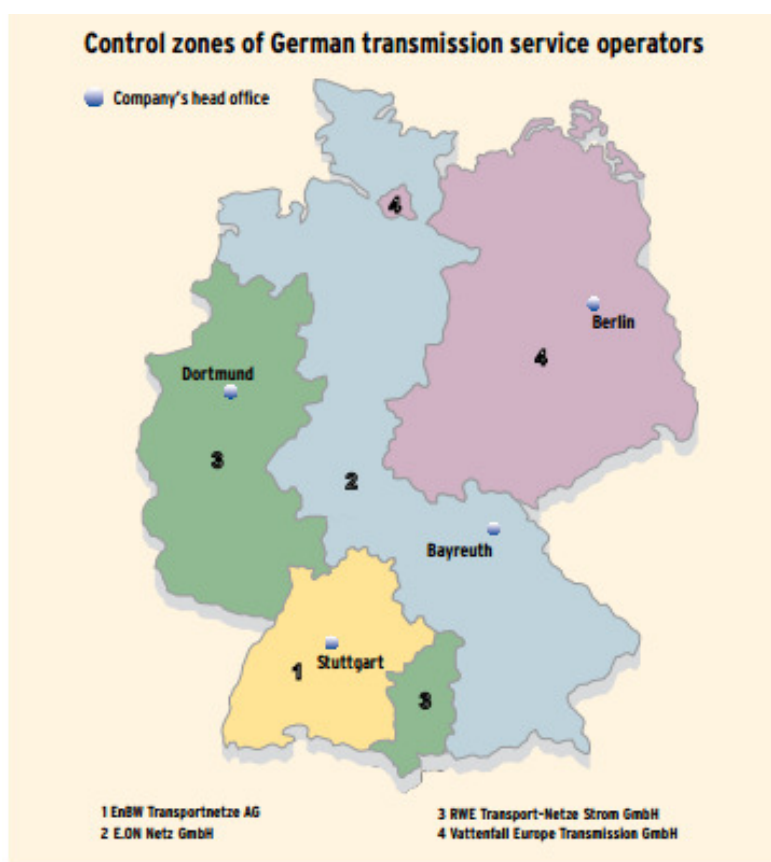 Control zones of German transmission service operators
Company's head office
4
Berlin
4
Dortmund
3
2
Bayreuth
Stuttgart
1
3
1 EnBW Transportnetze AG
2 E.ON Netz GmbH
3 RWE Transport-Netze Strom GmbH
4 Vattenfall Europe Transmission GmbH